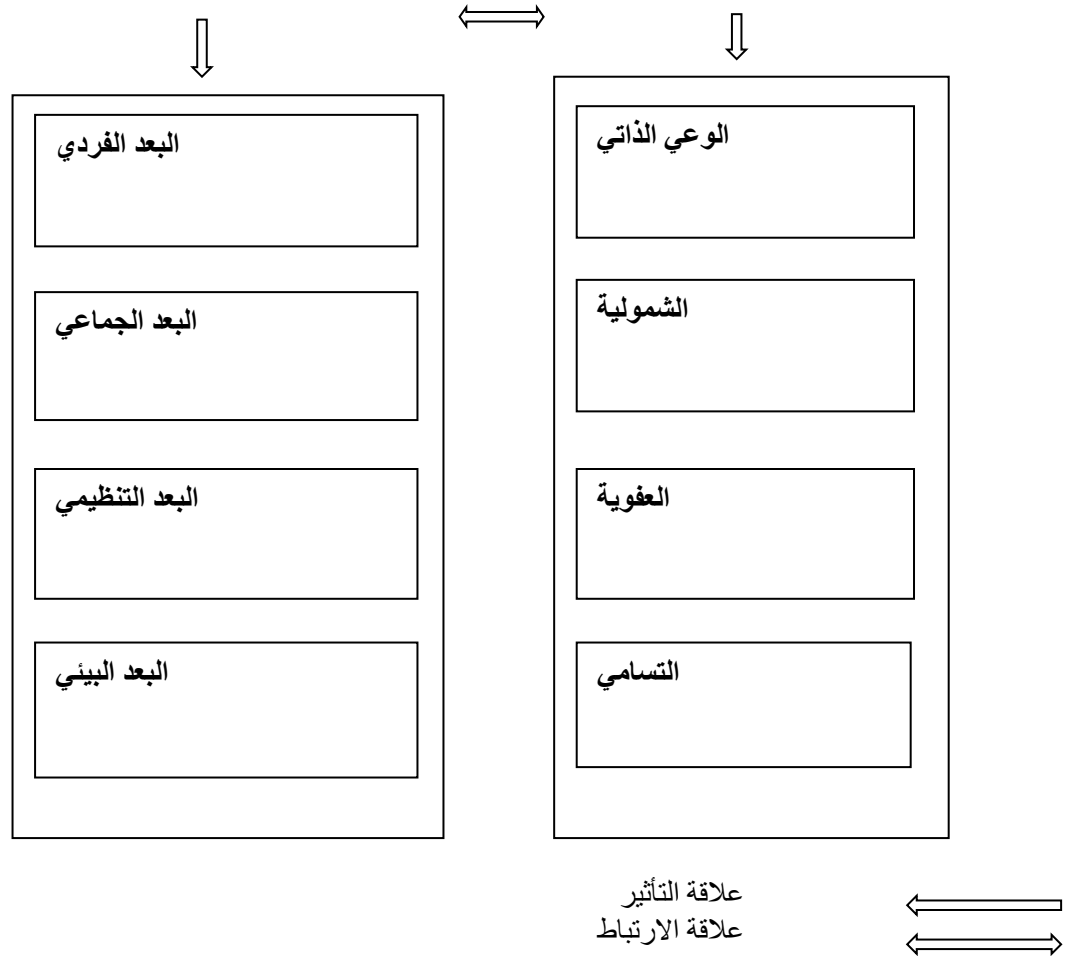 الوعي الذاتي
الشمولية
العفوية
التسامي
البعد الفردي
البعد الجماعي
البعد التنظيمي
البعد البيئي
علاقة التأثير
علاقة الارتباط